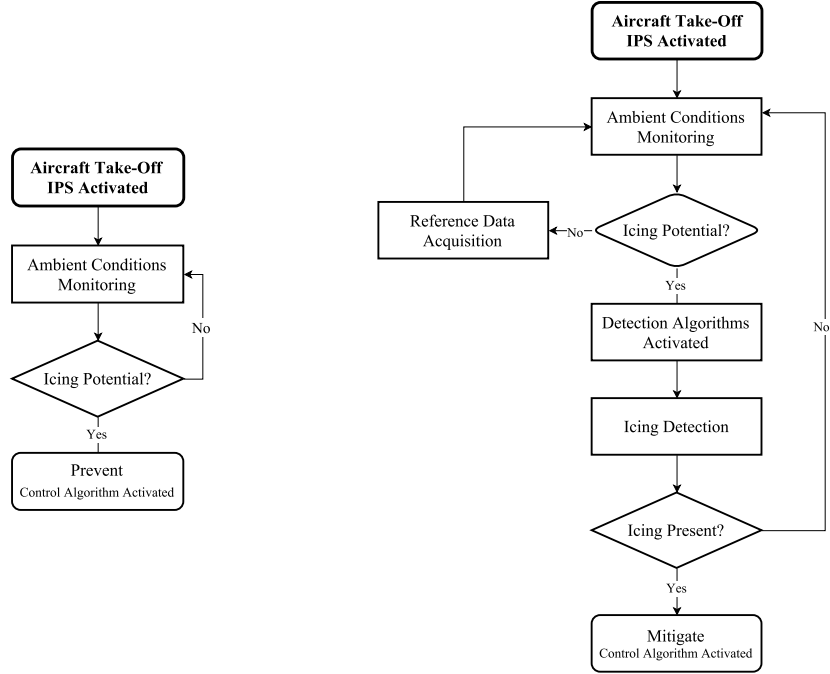 Aircraft Take-Off
IPS Activated
Ambient Conditions
Monitoring
No
Icing Potential?
Yes
Prevent
Control Algorithm Activated
Aircraft Take-Off
IPS Activated
Ambient Conditions
Monitoring
Reference Data
Acquisition
No
Icing Potential?
Yes
Detection Algorithms
Activated
No
Icing Detection
Icing Present?
Yes
Mitigate
Control Algorithm Activated